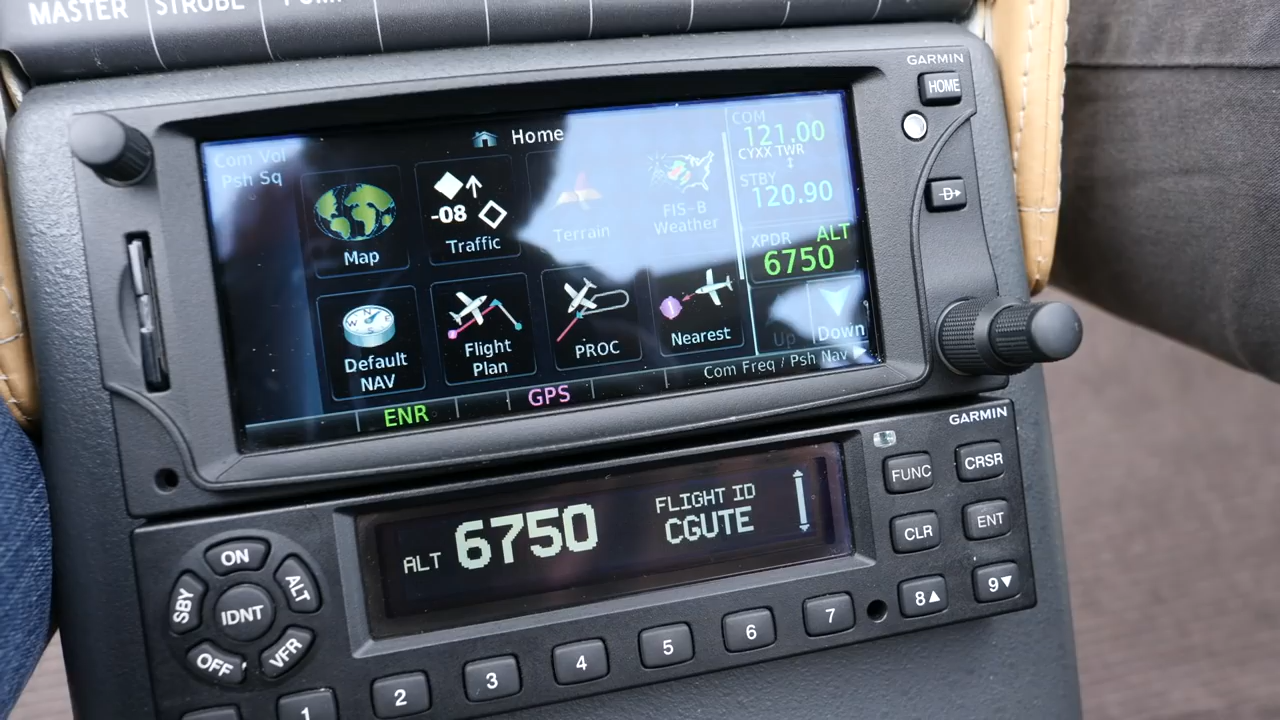 MASTER STROBE
GARMIN
HOME
Com Vol
Psh Sq
Home
Map
-08
Traffic
Terrain
FIS-B
Weather
Default
NAV
W N E
Flight
Plan
PROC
Nearest
COM
121.00
CYXX TWR
↕
STBY
120.90
XPDR ALT
6750
Up Down
Com Freq / Psh Nav
ENR GPS
GARMIN
ON
SBY ALT
IDNT
OFF VFR
ALT 6750
FLIGHT ID
CGUTE
FUNC CRSR
CLR ENT
1 2 3 4 5 6 7 8▲ 9▼